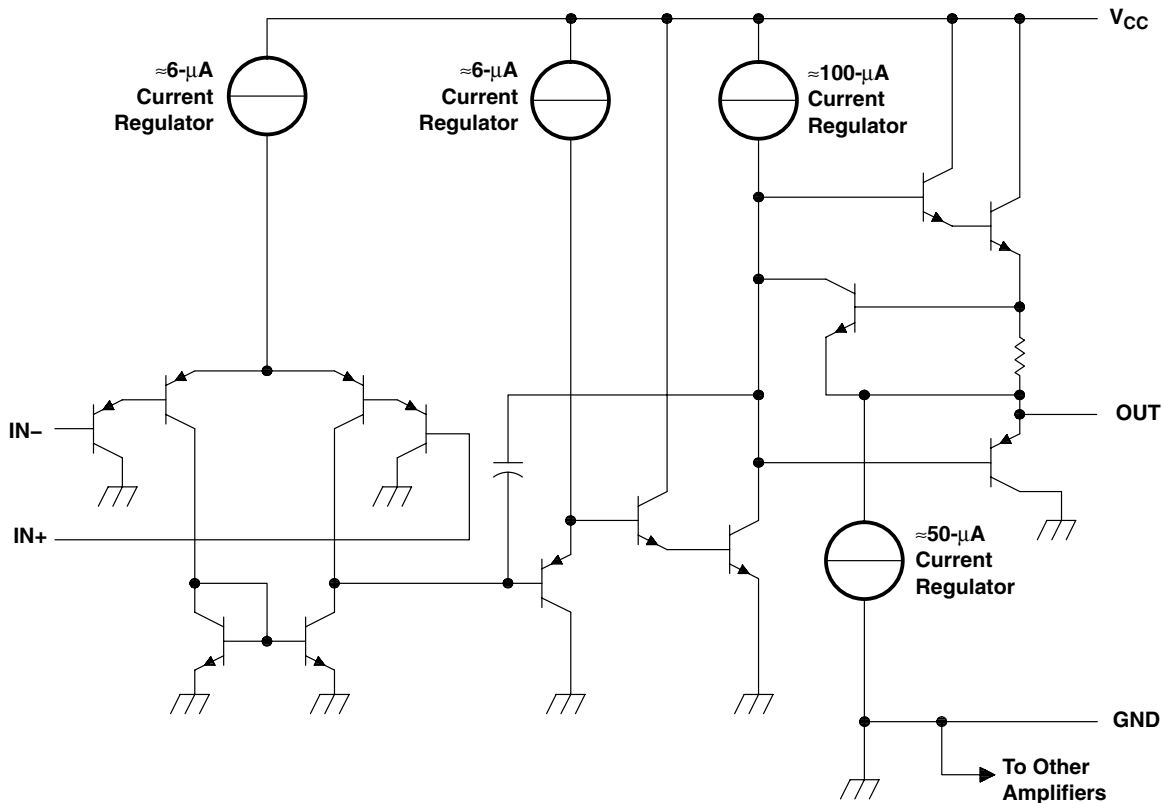 V_CC
≈6-μA
Current
Regulator
≈6-μA
Current
Regulator
≈100-μA
Current
Regulator
IN−
OUT
IN+
≈50-μA
Current
Regulator
GND
To Other
Amplifiers